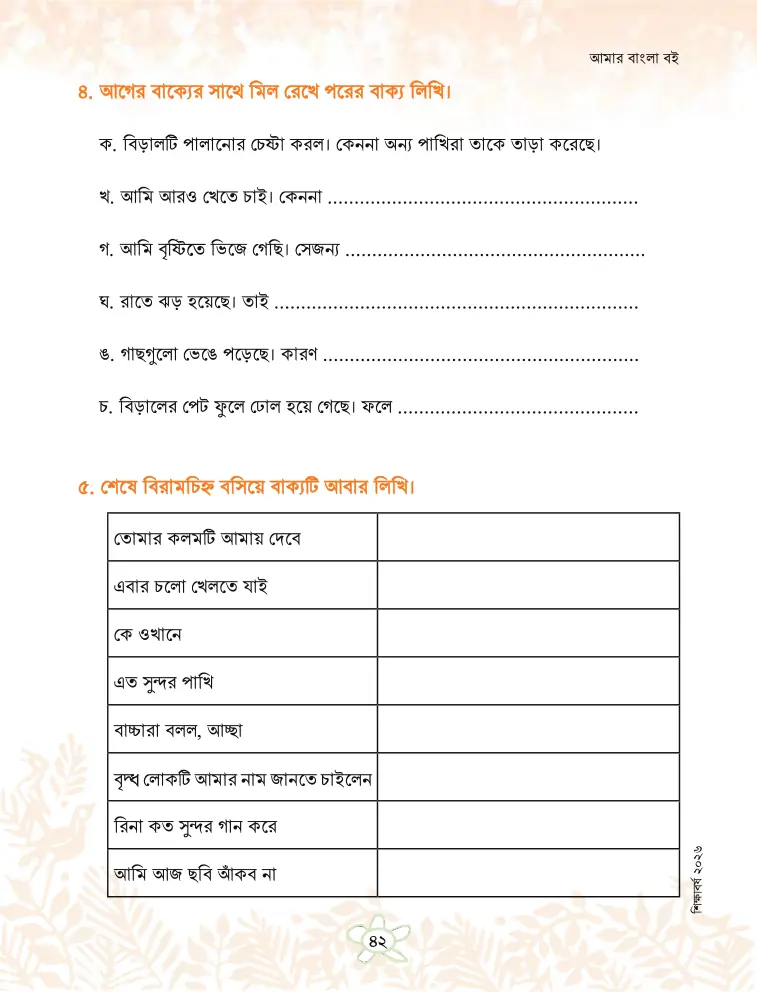 আমার বাংলা বই
৪. আগের বাক্যের সাথে মিল রেখে পরের বাক্য লিখি।
ক. বিড়ালটি পালানোর চেষ্টা করল। কেননা অন্য পাখিরা তাকে তাড়া করেছে।
খ. আমি আরও খেতে চাই। কেননা ..........................................................
গ. আমি বৃষ্টিতে ভিজে গেছি। সেজন্য ........................................................
ঘ. রাতে ঝড় হয়েছে। তাই ....................................................................
ঙ. গাছগুলো ভেঙে পড়েছে। কারণ ...........................................................
চ. বিড়ালের পেট ফুলে ঢোল হয়ে গেছে। ফলে .............................................
৫. শেষে বিরামচিহ্ন বসিয়ে বাক্যটি আবার লিখি।
তোমার কলমটি আমায় দেবে
এবার চলো খেলতে যাই
কে ওখানে
এত সুন্দর পাখি
বাচ্চারা বলল, আচ্ছা
বৃদ্ধ লোকটি আমার নাম জানতে চাইলেন
রিনা কত সুন্দর গান করে
আমি আজ ছবি আঁকব না
শিক্ষাবর্ষ ২০২৬
৪২